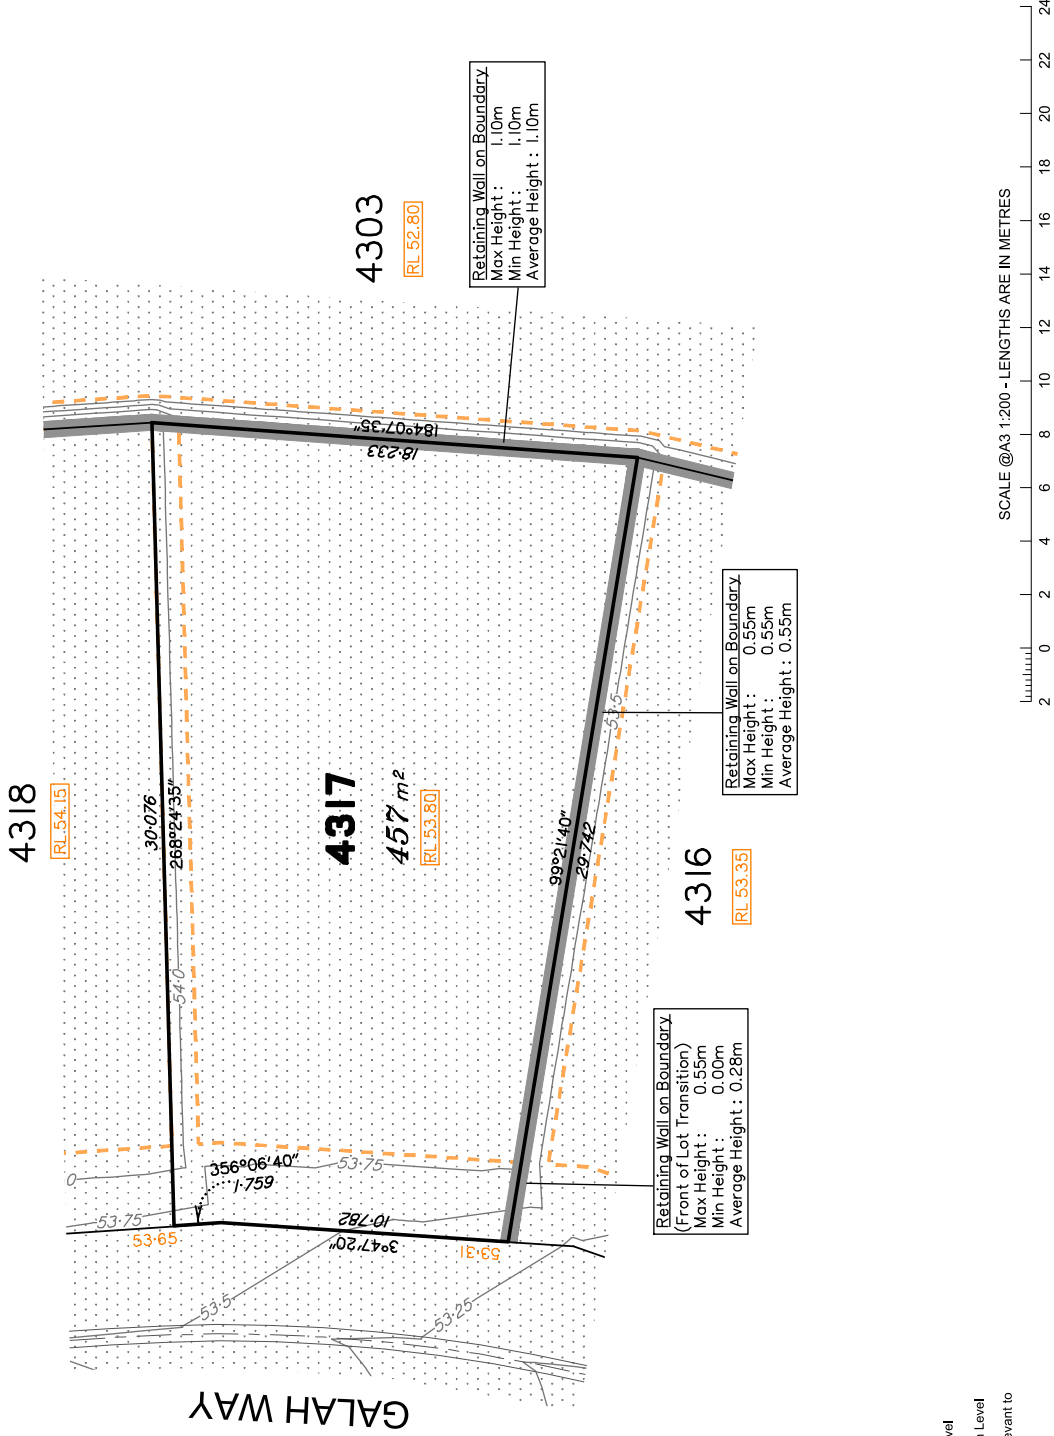 4318
RL 54.15
30·076
268°24'35"
54·0
4303
RL 52.80
Retaining Wall on Boundary
Max Height : 1.10m
Min Height : 1.10m
Average Height : 1.10m
184°07'35"
18·233
4317
457 m²
RL 53.80
99°21'40"
29·742
53·5
4316
RL 53.35
Retaining Wall on Boundary
Max Height : 0.55m
Min Height : 0.55m
Average Height : 0.55m
Retaining Wall on Boundary
(Front of Lot Transition)
Max Height : 0.55m
Min Height : 0.00m
Average Height : 0.28m
0
53·75
53·65
356°06'40"
1·759
53·75
10·782
3°47'20"
53·31
53·5
53·25
GALAH WAY
SCALE @A3 1:200 - LENGTHS ARE IN METRES
2 0 2 4 6 8 10 12 14 16 18 20 22 24
vel
n Level
evant to